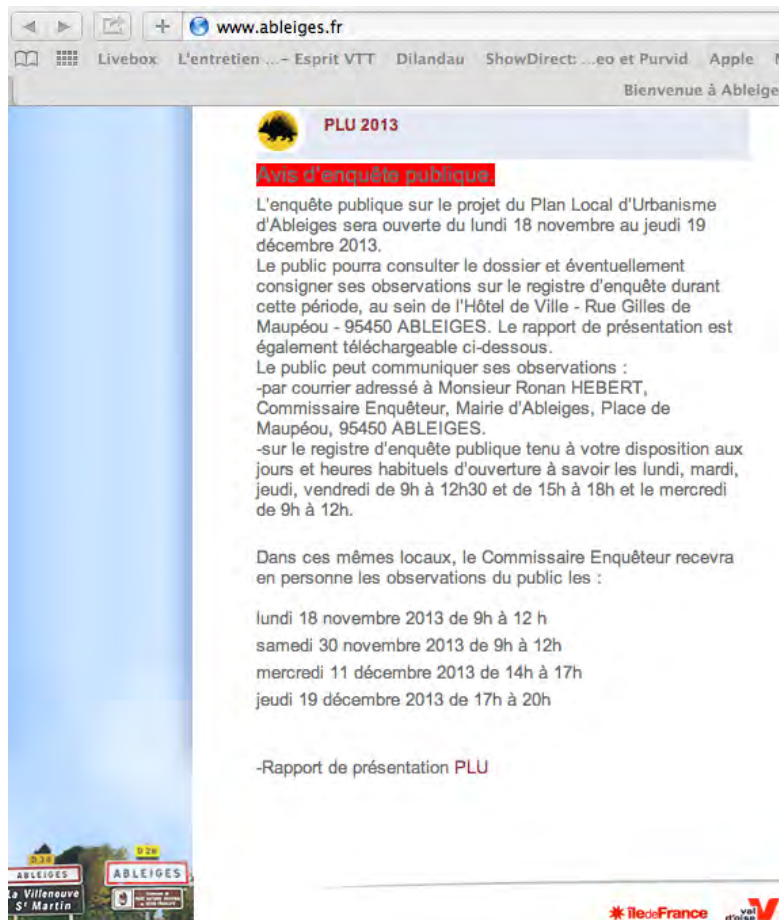 www.ableiges.fr
Livebox L'entretien ...– Esprit VTT Dilandau ShowDirect: ...eo et Purvid Apple
Bienvenue à Ableige
PLU 2013
Avis d'enquête publique.
L'enquête publique sur le projet du Plan Local d'Urbanisme
d'Ableiges sera ouverte du lundi 18 novembre au jeudi 19
décembre 2013.
Le public pourra consulter le dossier et éventuellement
consigner ses observations sur le registre d'enquête durant
cette période, au sein de l'Hôtel de Ville - Rue Gilles de
Maupéou - 95450 ABLEIGES. Le rapport de présentation est
également téléchargeable ci-dessous.
Le public peut communiquer ses observations :
-par courrier adressé à Monsieur Ronan HEBERT,
Commissaire Enquêteur, Mairie d'Ableiges, Place de
Maupéou, 95450 ABLEIGES.
-sur le registre d'enquête publique tenu à votre disposition aux
jours et heures habituels d'ouverture à savoir les lundi, mardi,
jeudi, vendredi de 9h à 12h30 et de 15h à 18h et le mercredi
de 9h à 12h.
Dans ces mêmes locaux, le Commissaire Enquêteur recevra
en personne les observations du public les :
lundi 18 novembre 2013 de 9h à 12 h
samedi 30 novembre 2013 de 9h à 12h
mercredi 11 décembre 2013 de 14h à 17h
jeudi 19 décembre 2013 de 17h à 20h
-Rapport de présentation PLU
D 28
ABLEIGES
ABLEIGES
La Villeneuve
St Martin
îledeFrance
val d'oise